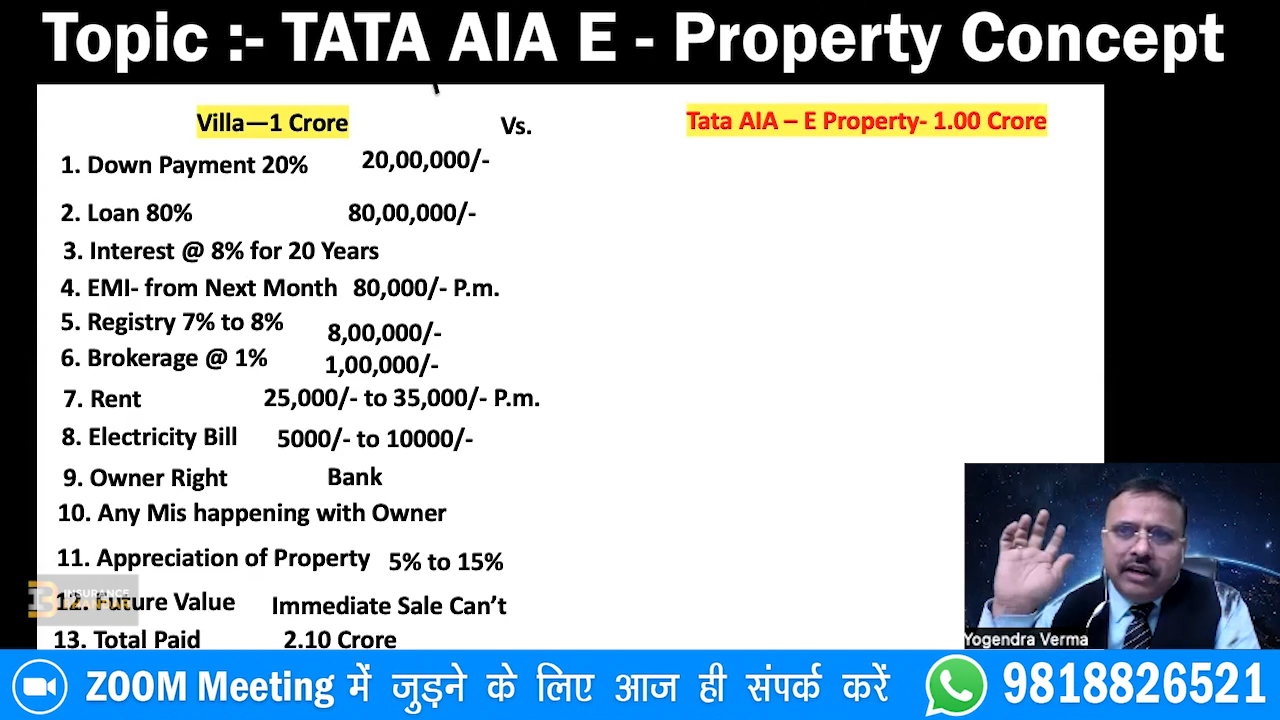 Topic :- TATA AIA E - Property Concept
Villa—1 Crore Vs. Tata AIA – E Property- 1.00 Crore
1. Down Payment 20% 20,00,000/-
2. Loan 80% 80,00,000/-
3. Interest @ 8% for 20 Years
4. EMI- from Next Month 80,000/- P.m.
5. Registry 7% to 8% 8,00,000/-
6. Brokerage @ 1% 1,00,000/-
7. Rent 25,000/- to 35,000/- P.m.
8. Electricity Bill 5000/- to 10000/-
9. Owner Right Bank
10. Any Mis happening with Owner
11. Appreciation of Property 5% to 15%
INSURANCE
12. Future Value Immediate Sale Can't
13. Total Paid 2.10 Crore
Yogendra Verma
ZOOM Meeting में जुड़ने के लिए आज ही संपर्क करें 9818826521